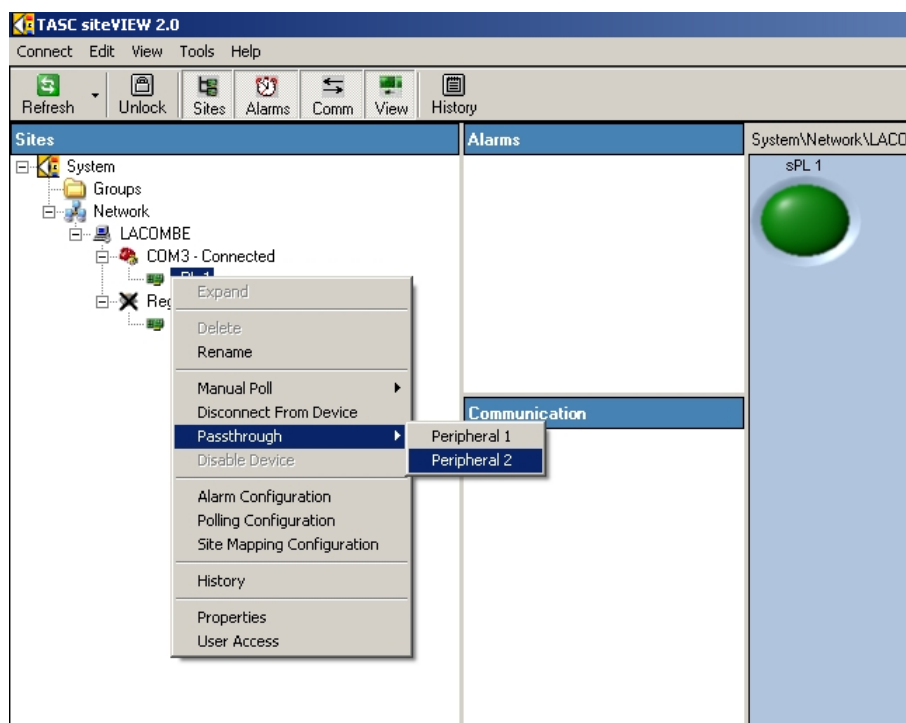 TASC siteVIEW 2.0
Connect Edit View Tools Help
Refresh Unlock Sites Alarms Comm View History
Sites
Alarms
System\Network\LACO
System
Groups
Network
LACOMBE
COM3 - Connected
sPL 1
Expand
Delete
Rename
Manual Poll
Disconnect From Device
Passthrough
Disable Device
Alarm Configuration
Polling Configuration
Site Mapping Configuration
History
Properties
User Access
Peripheral 1
Peripheral 2
Communication
sPL 1